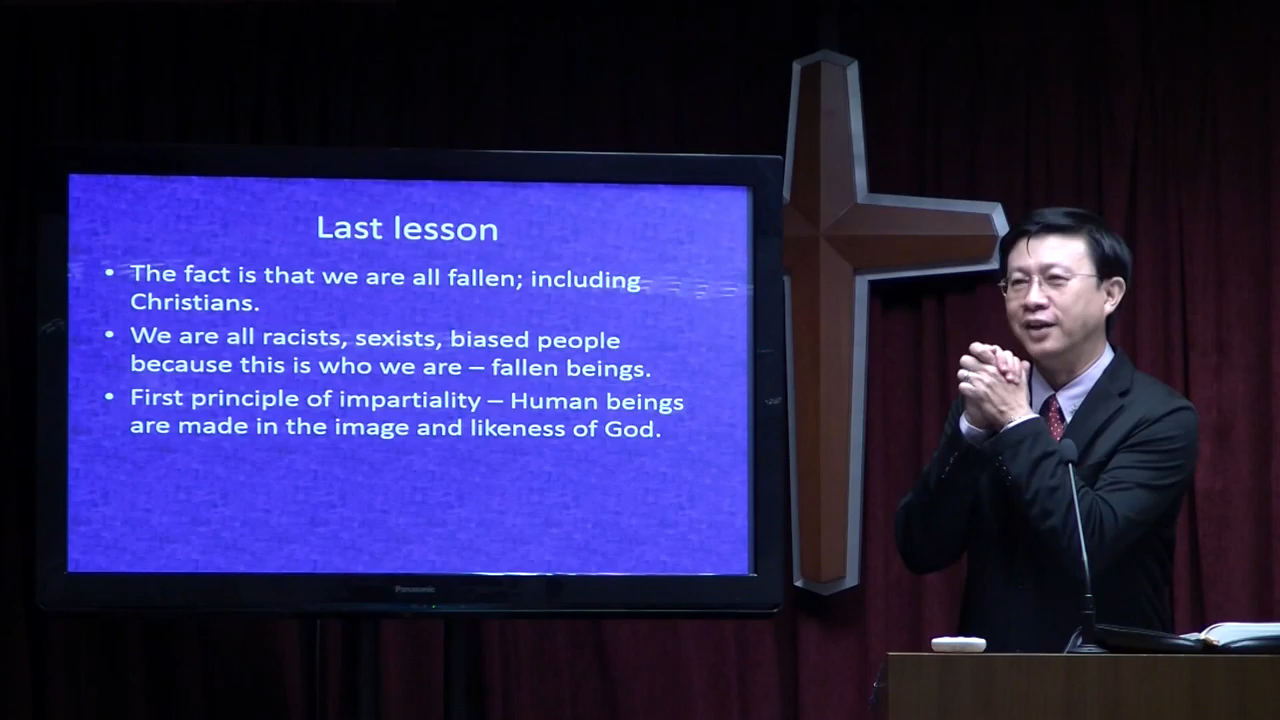 Last lesson
• The fact is that we are all fallen; including
Christians.
• We are all racists, sexists, biased people
because this is who we are – fallen beings.
• First principle of impartiality – Human beings
are made in the image and likeness of God.
Panasonic